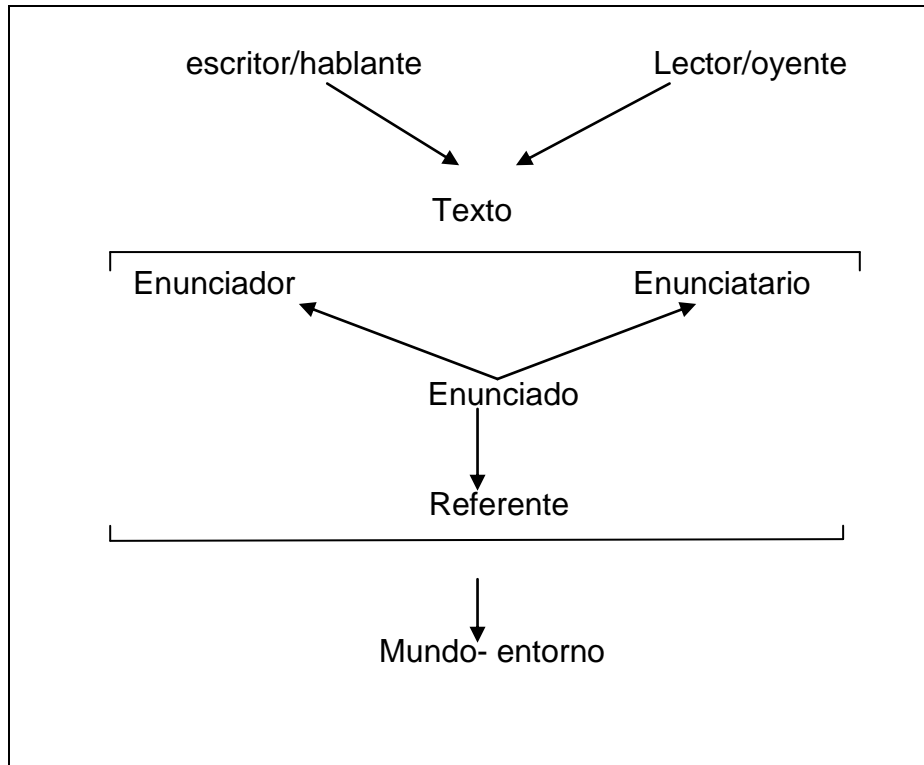 escritor/hablante Lector/oyente
Texto
Enunciador Enunciatario
Enunciado
Referente
Mundo- entorno